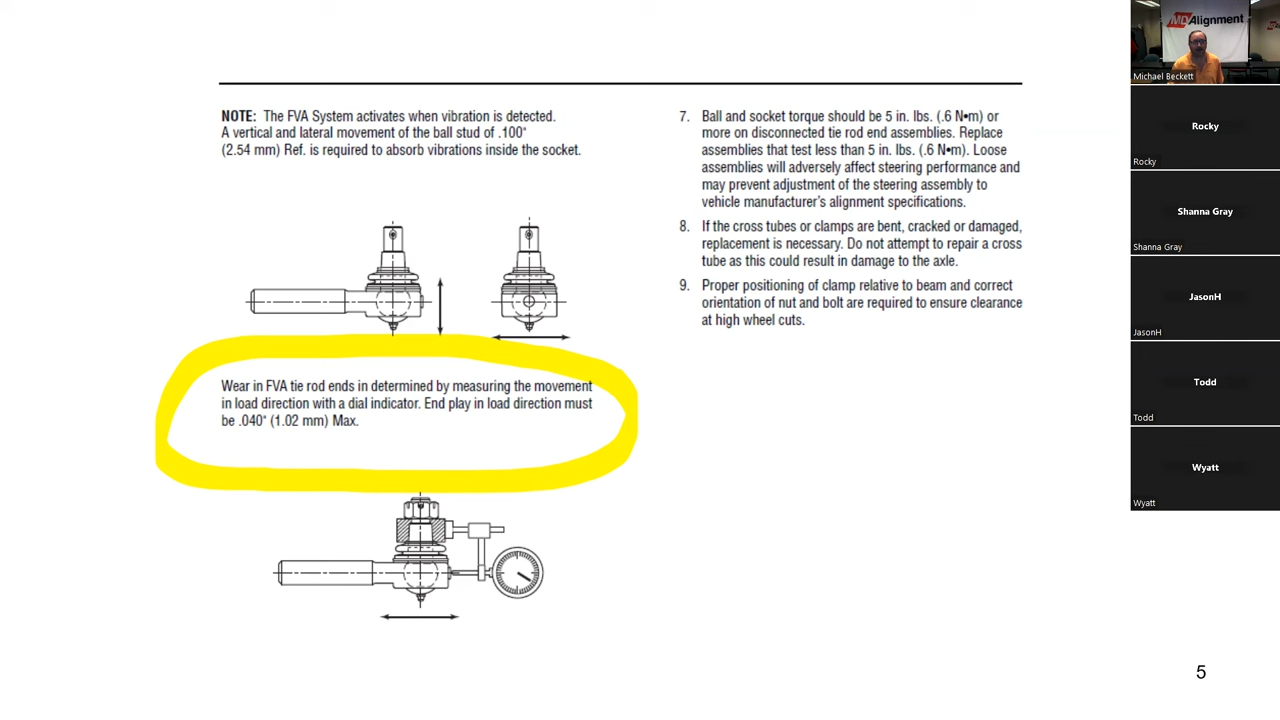 NOTE: The FVA System activates when vibration is detected.
A vertical and lateral movement of the ball stud of .100"
(2.54 mm) Ref. is required to absorb vibrations inside the socket.
Wear in FVA tie rod ends in determined by measuring the movement
in load direction with a dial indicator. End play in load direction must
be .040" (1.02 mm) Max.
7. Ball and socket torque should be 5 in. lbs. (.6 N•m) or
more on disconnected tie rod end assemblies. Replace
assemblies that test less than 5 in. lbs. (.6 N•m). Loose
assemblies will adversely affect steering performance and
may prevent adjustment of the steering assembly to
vehicle manufacturer's alignment specifications.
8. If the cross tubes or clamps are bent, cracked or damaged,
replacement is necessary. Do not attempt to repair a cross
tube as this could result in damage to the axle.
9. Proper positioning of clamp relative to beam and correct
orientation of nut and bolt are required to ensure clearance
at high wheel cuts.
5
MD Alignment
Michael Beckett
Rocky
Rocky
Shanna Gray
Shanna Gray
JasonH
JasonH
Todd
Todd
Wyatt
Wyatt